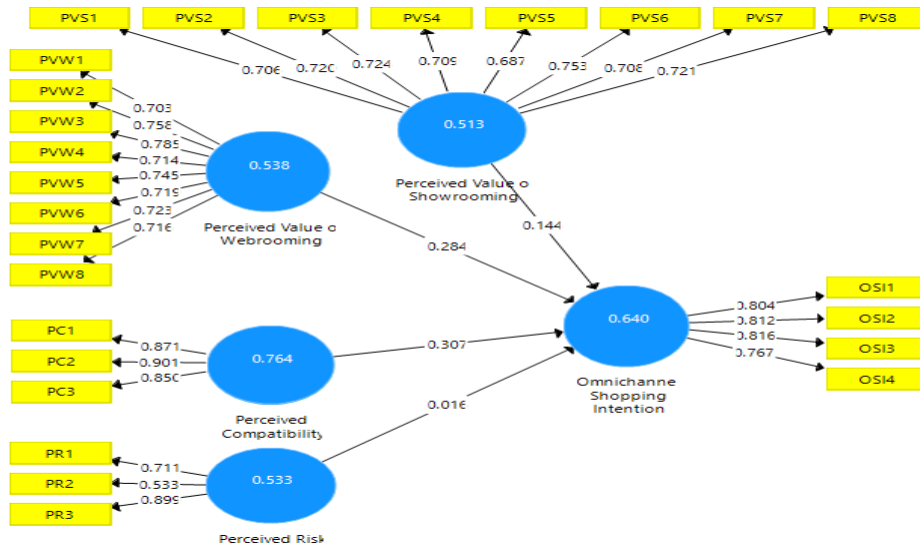 PVS1
PVS2
PVS3
PVS4
PVS5
PVS6
PVS7
PVS8
0.706
0.720
0.724
0.709
0.687
0.753
0.708
0.721
PVW1
PVW2
PVW3
PVW4
PVW5
PVW6
PVW7
PVW8
0.703
0.758
0.785
0.714
0.745
0.719
0.723
0.716
0.538
Perceived Value o
Webrooming
0.513
Perceived Value o
Showrooming
0.144
0.284
0.640
Omnichanne
Shopping
Intention
0.804
0.812
0.816
0.767
OSI1
OSI2
OSI3
OSI4
PC1
PC2
PC3
0.871
0.901
0.850
0.764
Perceived
Compatibility
0.307
0.016
PR1
PR2
PR3
0.711
0.533
0.899
0.533
Perceived Risk